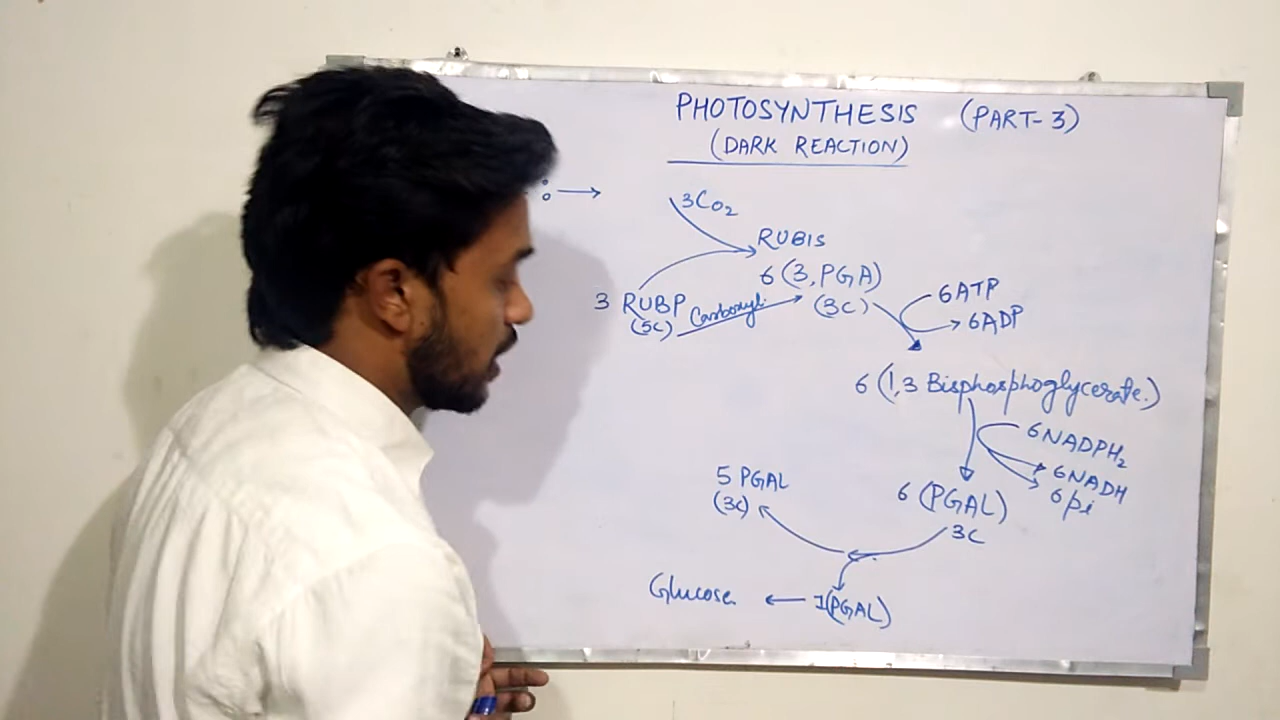 PHOTOSYNTHESIS (PART-3)
(DARK REACTION)
3CO2
RUBIS
6 (3, PGA)
(3C)
3 RUBP
(5C)
Carboxyl.
6ATP
6ADP
6 (1,3 Bisphosphoglycerate.)
6NADPH2
6NADH
6pi
6 (PGAL)
3C
5 PGAL
(3C)
1(PGAL)
Glucose